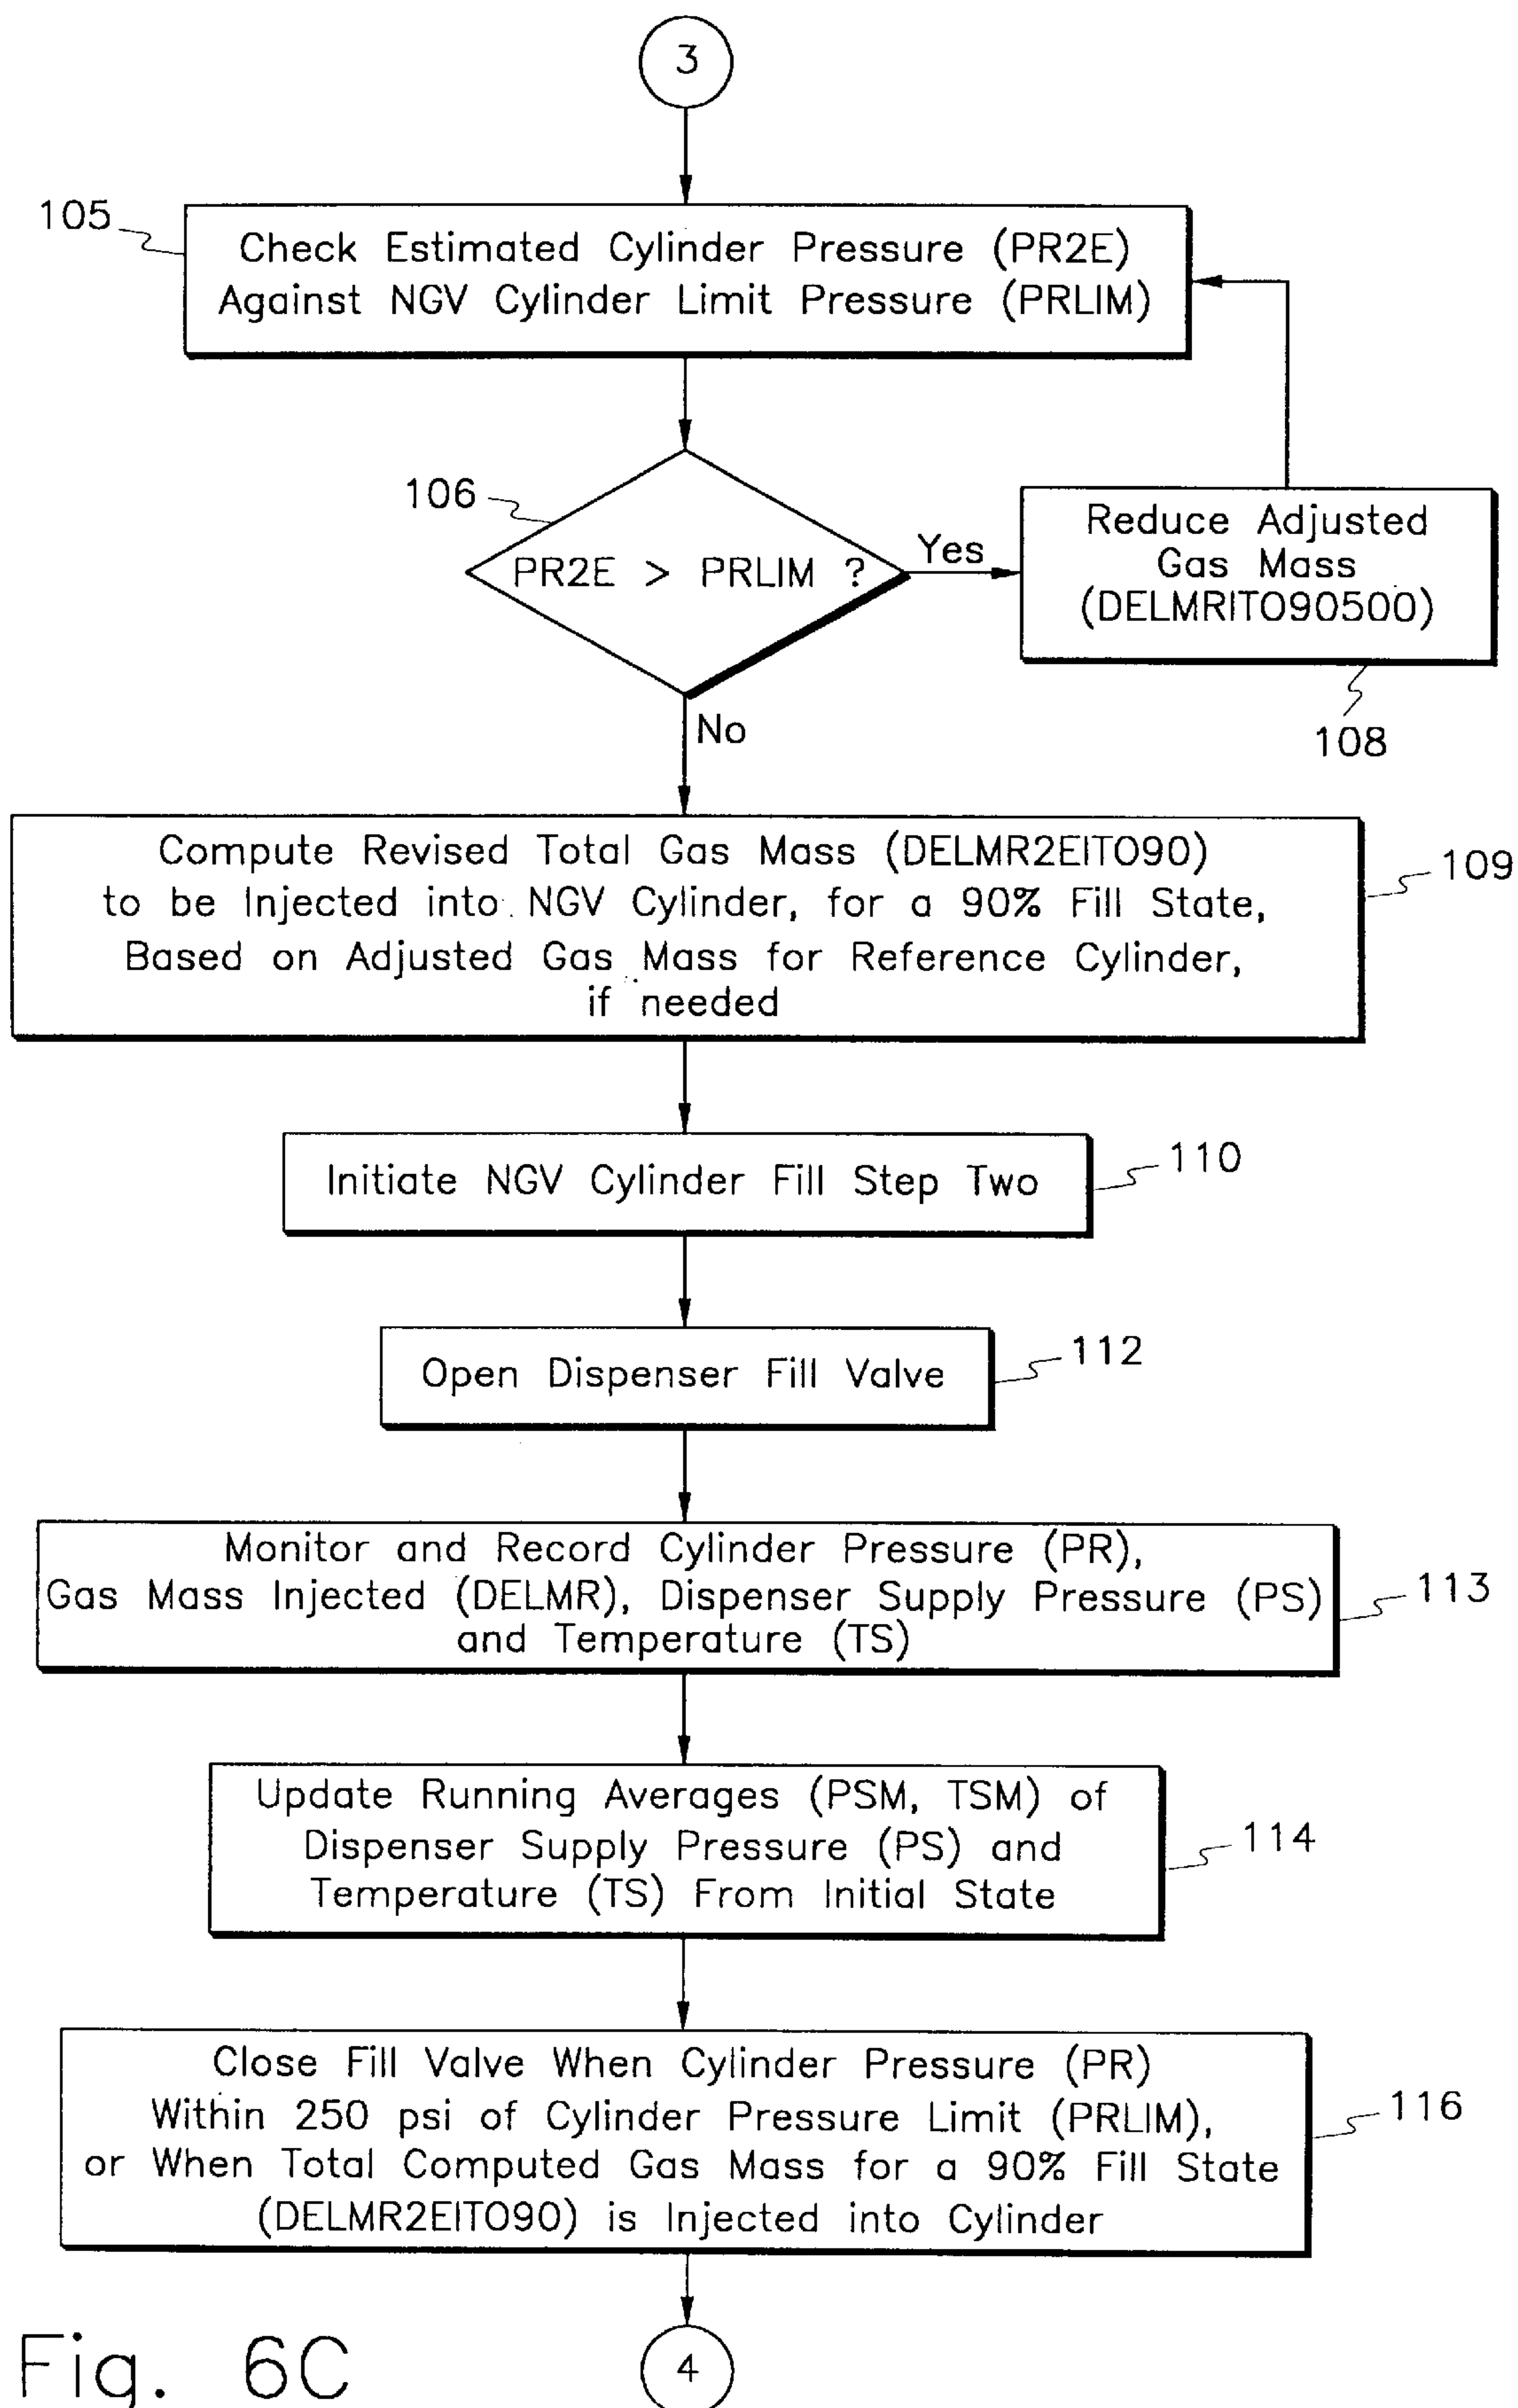 3
105
Check Estimated Cylinder Pressure (PR2E)
Against NGV Cylinder Limit Pressure (PRLIM)
106
PR2E > PRLIM ?
Yes
Reduce Adjusted
Gas Mass
(DELMRITO90500)
108
No
Compute Revised Total Gas Mass (DELMR2EITO90)
to be Injected into NGV Cylinder, for a 90% Fill State,
Based on Adjusted Gas Mass for Reference Cylinder,
if needed
109
Initiate NGV Cylinder Fill Step Two
110
Open Dispenser Fill Valve
112
Monitor and Record Cylinder Pressure (PR),
Gas Mass Injected (DELMR), Dispenser Supply Pressure (PS)
and Temperature (TS)
113
Update Running Averages (PSM, TSM) of
Dispenser Supply Pressure (PS) and
Temperature (TS) From Initial State
114
Close Fill Valve When Cylinder Pressure (PR)
Within 250 psi of Cylinder Pressure Limit (PRLIM),
or When Total Computed Gas Mass for a 90% Fill State
(DELMR2EITO90) is Injected into Cylinder
116
4
Fig. 6C